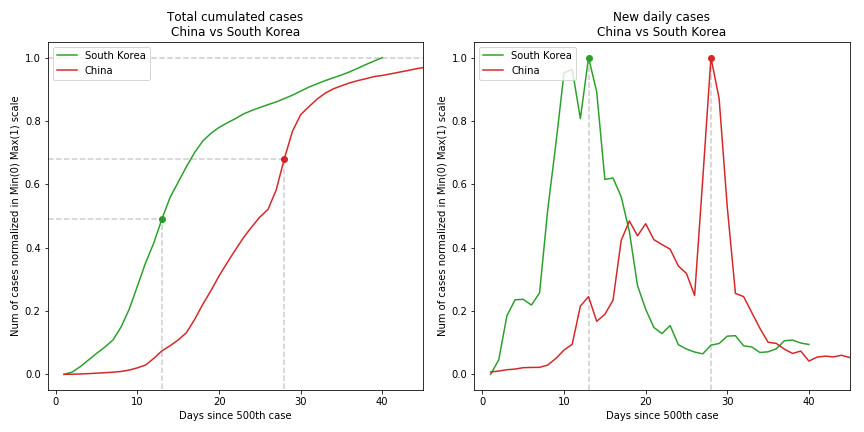 Total cumulated cases
China vs South Korea
South Korea
China
1.0
0.8
0.6
0.4
0.2
0.0
Num of cases normalized in Min(0) Max(1) scale
0
10
20
30
40
Days since 500th case
New daily cases
China vs South Korea
South Korea
China
1.0
0.8
0.6
0.4
0.2
0.0
Num of cases normalized in Min(0) Max(1) scale
0
10
20
30
40
Days since 500th case